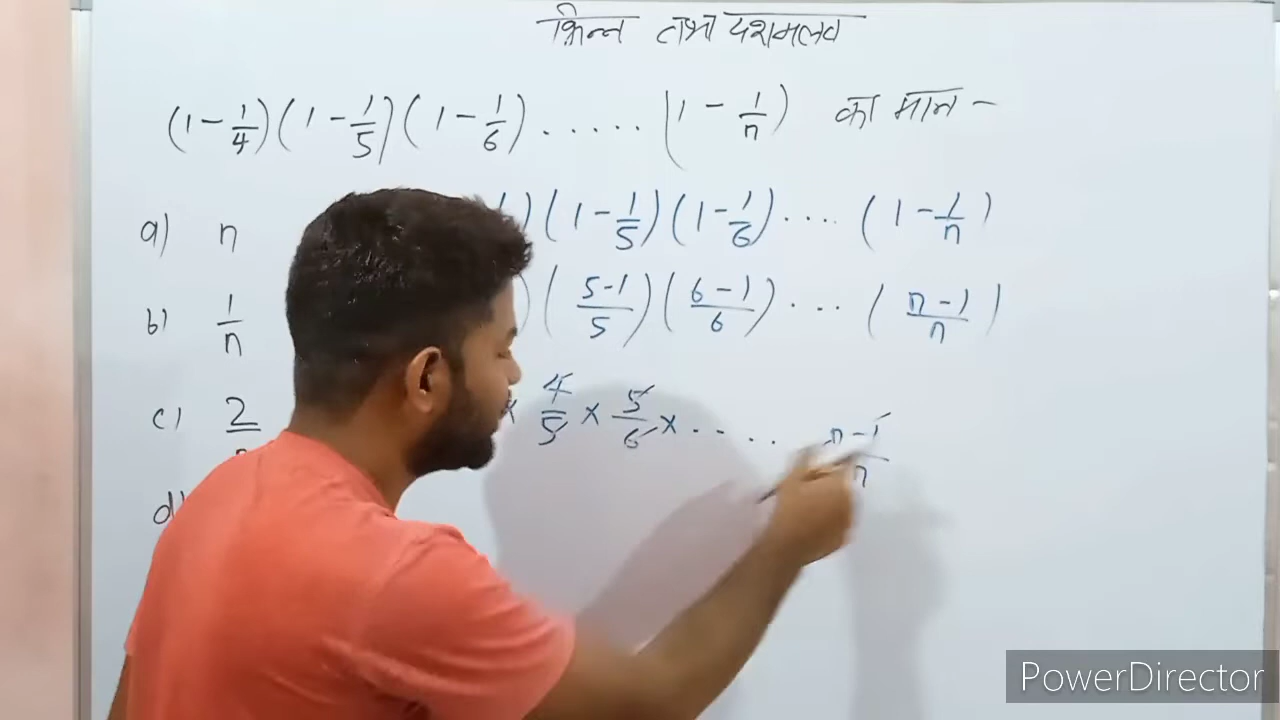 भिन्न तथा दशमलव
(1 - 1/4)(1 - 1/5)(1 - 1/6) ..... (1 - 1/n) का मान -
a) n
)(1 - 1/5)(1 - 1/6) .... (1 - 1/n)
b) 1/n
)(5-1/5)(6-1/6) ... (n-1/n)
c) 2/
× 4/5 × 5/6 × .... n-1/n
d)
PowerDirector